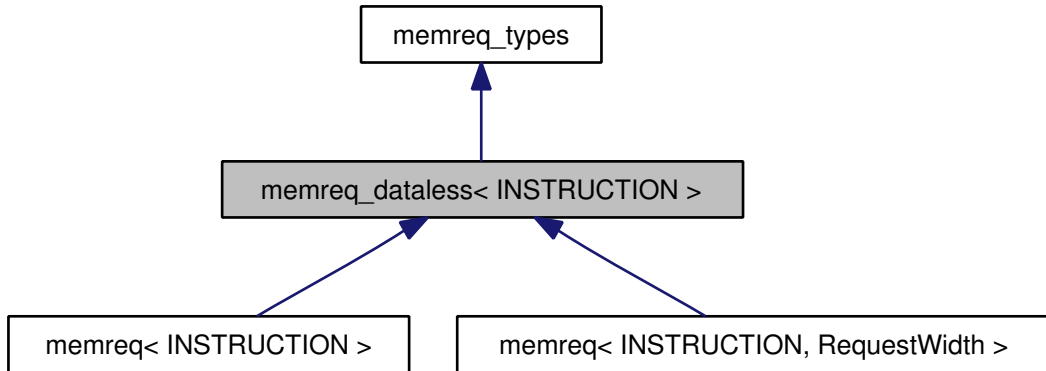 memreq_types
memreq_dataless< INSTRUCTION >
memreq< INSTRUCTION >
memreq< INSTRUCTION, RequestWidth >